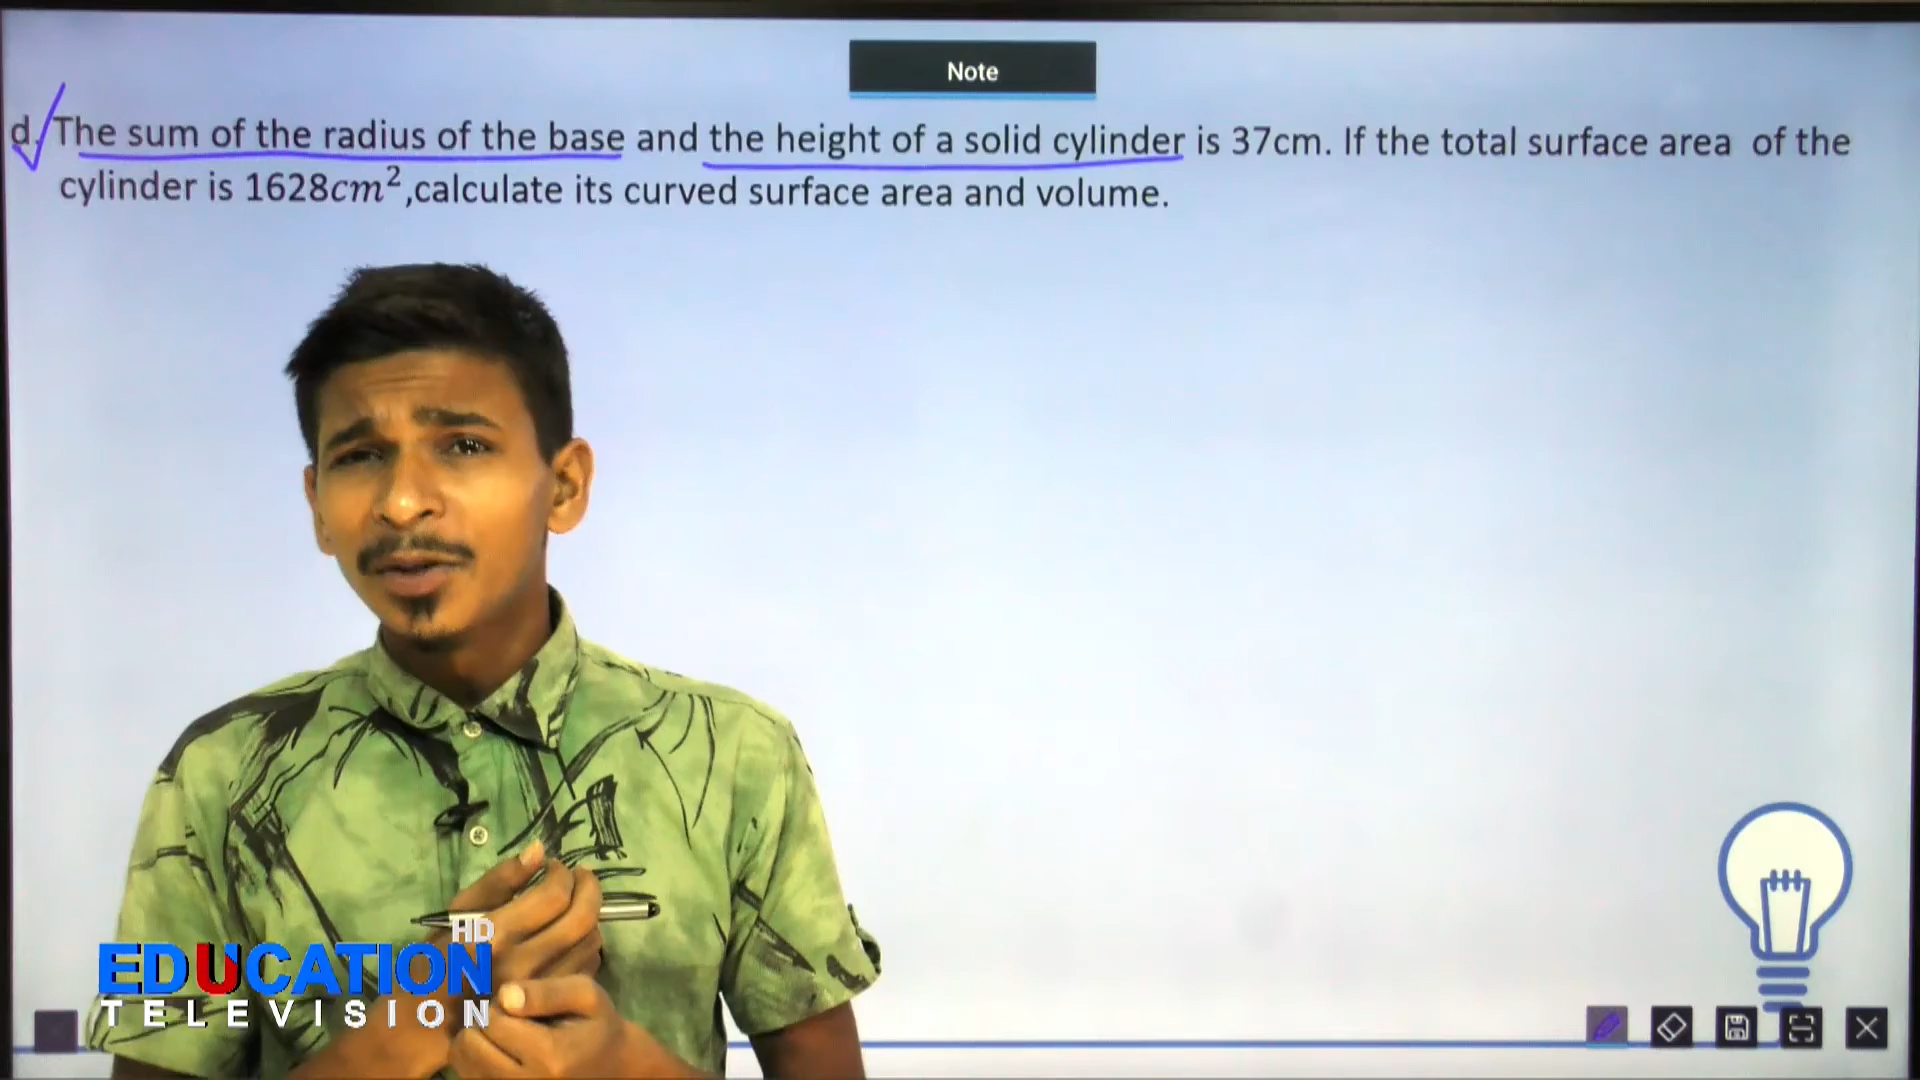 Note
d. The sum of the radius of the base and the height of a solid cylinder is 37cm. If the total surface area of the
cylinder is 1628cm²,calculate its curved surface area and volume.
HD
EDUCATION
TELEVISION